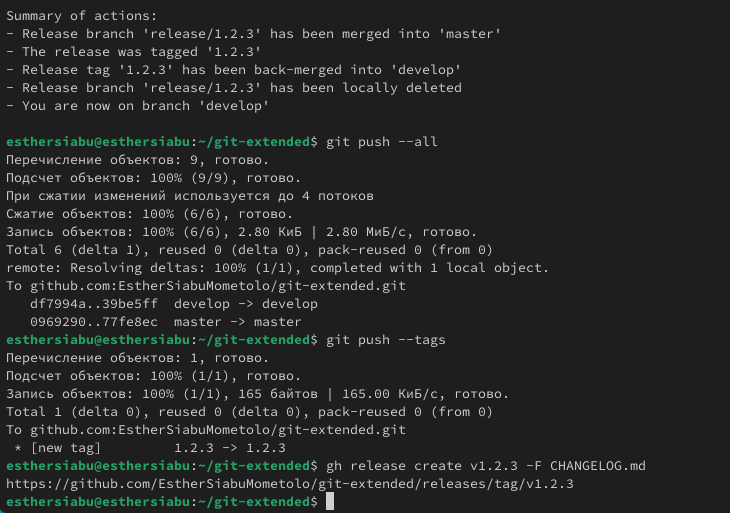 Summary of actions:
- Release branch 'release/1.2.3' has been merged into 'master'
- The release was tagged '1.2.3'
- Release tag '1.2.3' has been back-merged into 'develop'
- Release branch 'release/1.2.3' has been locally deleted
- You are now on branch 'develop'
esthersiabu@esthersiabu:~/git-extended$ git push --all
Перечисление объектов: 9, готово.
Подсчет объектов: 100% (9/9), готово.
При сжатии изменений используется до 4 потоков
Сжатие объектов: 100% (6/6), готово.
Запись объектов: 100% (6/6), 2.80 КиБ | 2.80 МиБ/с, готово.
Total 6 (delta 1), reused 0 (delta 0), pack-reused 0 (from 0)
remote: Resolving deltas: 100% (1/1), completed with 1 local object.
To github.com:EstherSiabuMometolo/git-extended.git
   df7994a..39be5ff  develop -> develop
   0969290..77fe8ec  master -> master
esthersiabu@esthersiabu:~/git-extended$ git push --tags
Перечисление объектов: 1, готово.
Подсчет объектов: 100% (1/1), готово.
Запись объектов: 100% (1/1), 165 байтов | 165.00 КиБ/с, готово.
Total 1 (delta 0), reused 0 (delta 0), pack-reused 0 (from 0)
To github.com:EstherSiabuMometolo/git-extended.git
 * [new tag]         1.2.3 -> 1.2.3
esthersiabu@esthersiabu:~/git-extended$ gh release create v1.2.3 -F CHANGELOG.md
https://github.com/EstherSiabuMometolo/git-extended/releases/tag/v1.2.3
esthersiabu@esthersiabu:~/git-extended$